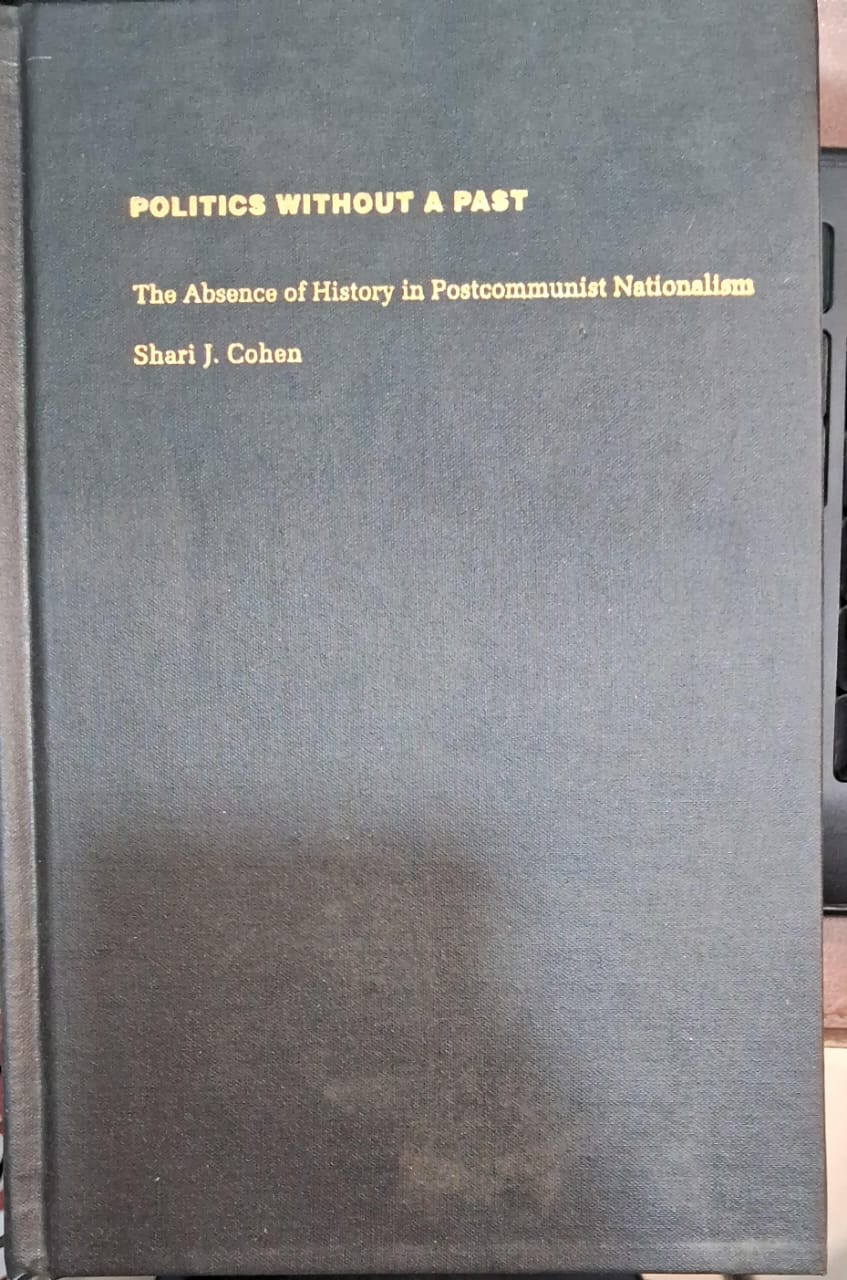 POLITICS WITHOUT A PAST
The Absence of History in Postcommunist Nationalism
Shari J. Cohen